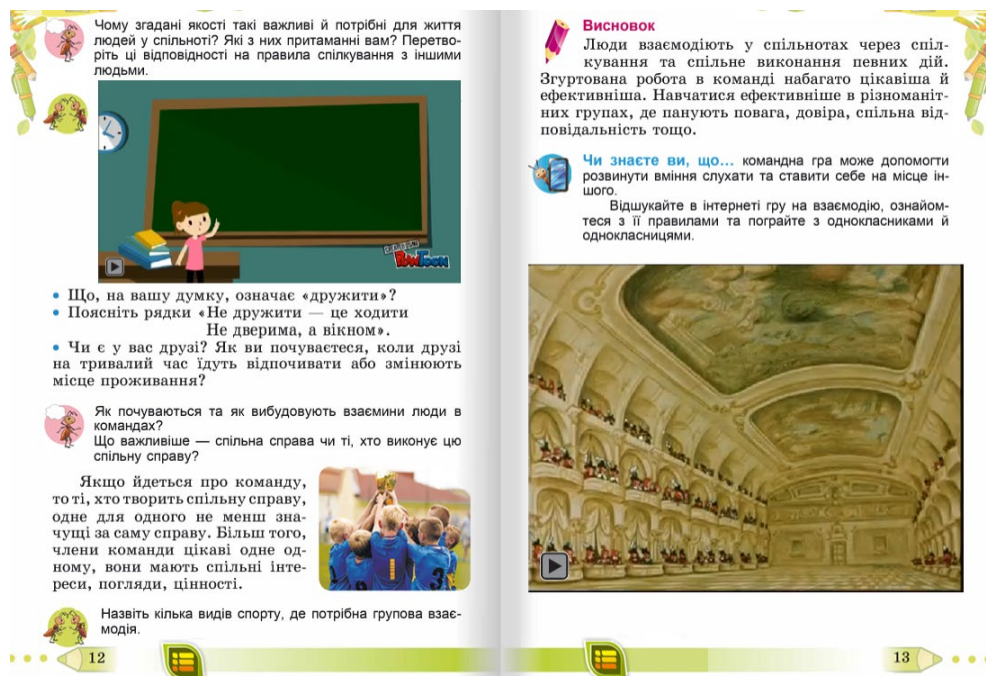 Чому згадані якості такі важливі й потрібні для життя
людей у спільноті? Які з них притаманні вам? Перетво-
ріть ці відповідності на правила спілкування з іншими
людьми.
POWTOON
• Що, на вашу думку, означає «дружити»?
• Поясніть рядки «Не дружити — це ходити
Не дверима, а вікном».
• Чи є у вас друзі? Як ви почуваєтеся, коли друзі
на тривалий час їдуть відпочивати або змінюють
місце проживання?
Як почуваються та як вибудовують взаємини люди в
командах?
Що важливіше — спільна справа чи ті, хто виконує цю
спільну справу?
Якщо йдеться про команду,
то ті, хто творить спільну справу,
одне для одного не менш зна-
чущі за саму справу. Більш того,
члени команди цікаві одне од-
ному, вони мають спільні інте-
реси, погляди, цінності.
3
Назвіть кілька видів спорту, де потрібна групова взає-
модія.
12
Висновок
Люди взаємодіють у спільнотах через спіл-
кування та спільне виконання певних дій.
Згуртована робота в команді набагато цікавіша й
ефективніша. Навчатися ефективніше в різноманіт-
них групах, де панують повага, довіра, спільна від-
повідальність тощо.
Чи знаєте ви, що... командна гра може допомогти
розвинути вміння слухати та ставити себе на місце ін-
шого.
Відшукайте в інтернеті гру на взаємодію, ознайом-
теся з її правилами та пограйте з однокласниками й
однокласницями.
13